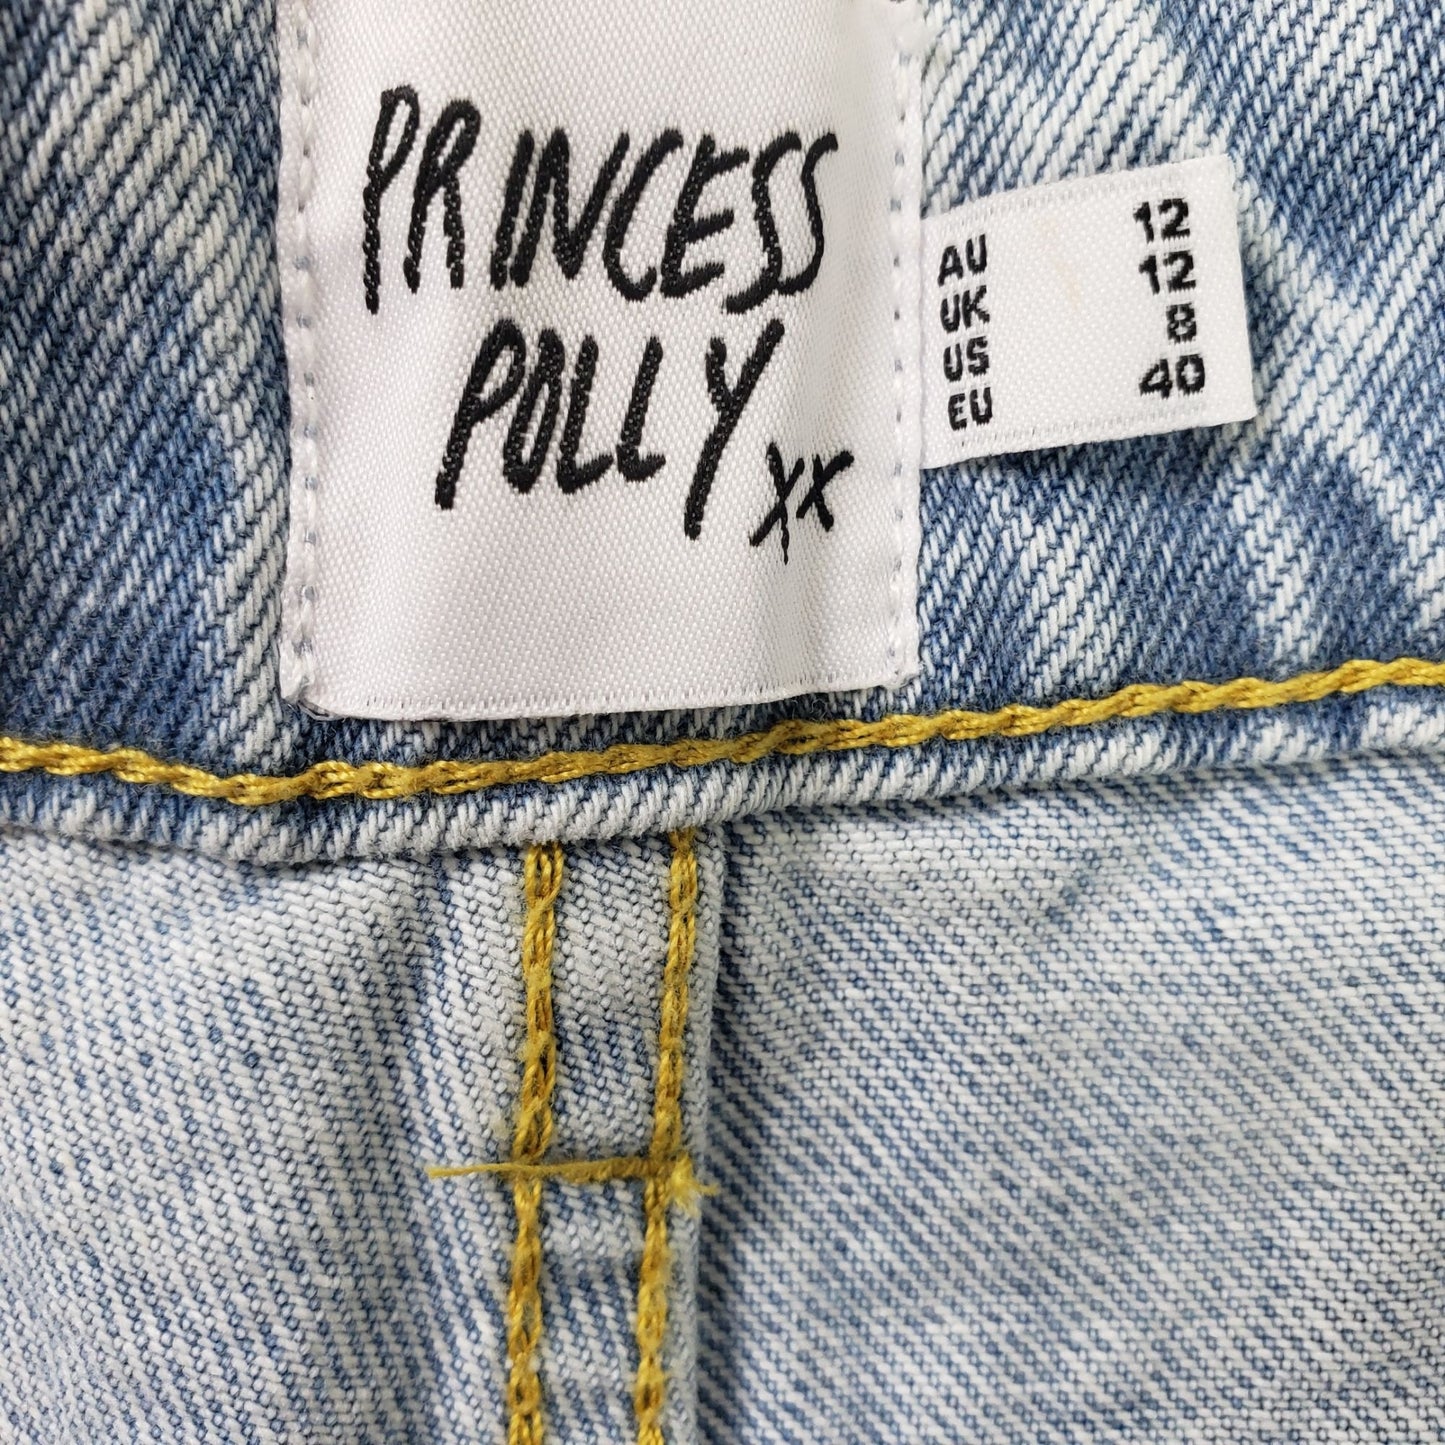 PRINCESS
POLLY
xx
AU 12
UK 12
US 8
EU 40